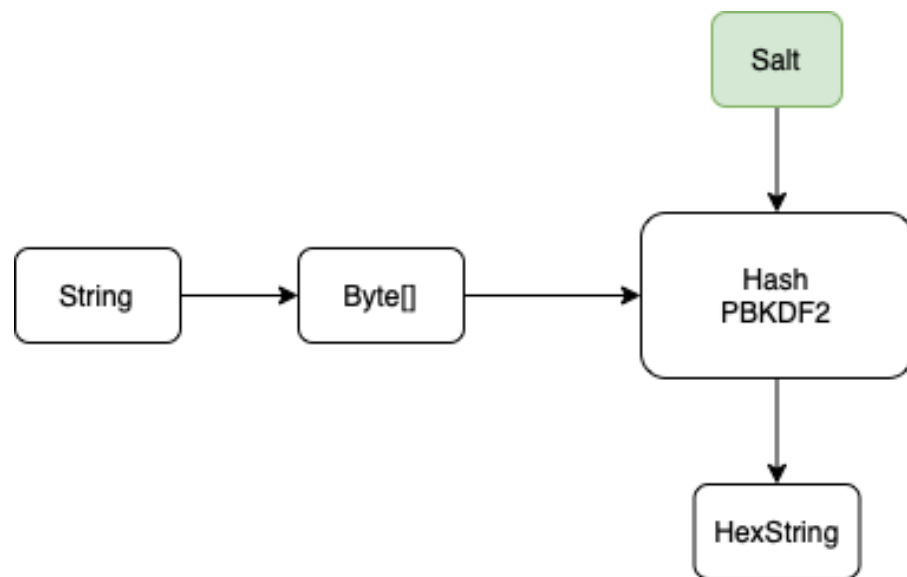 Salt
String
Byte[]
Hash
PBKDF2
HexString